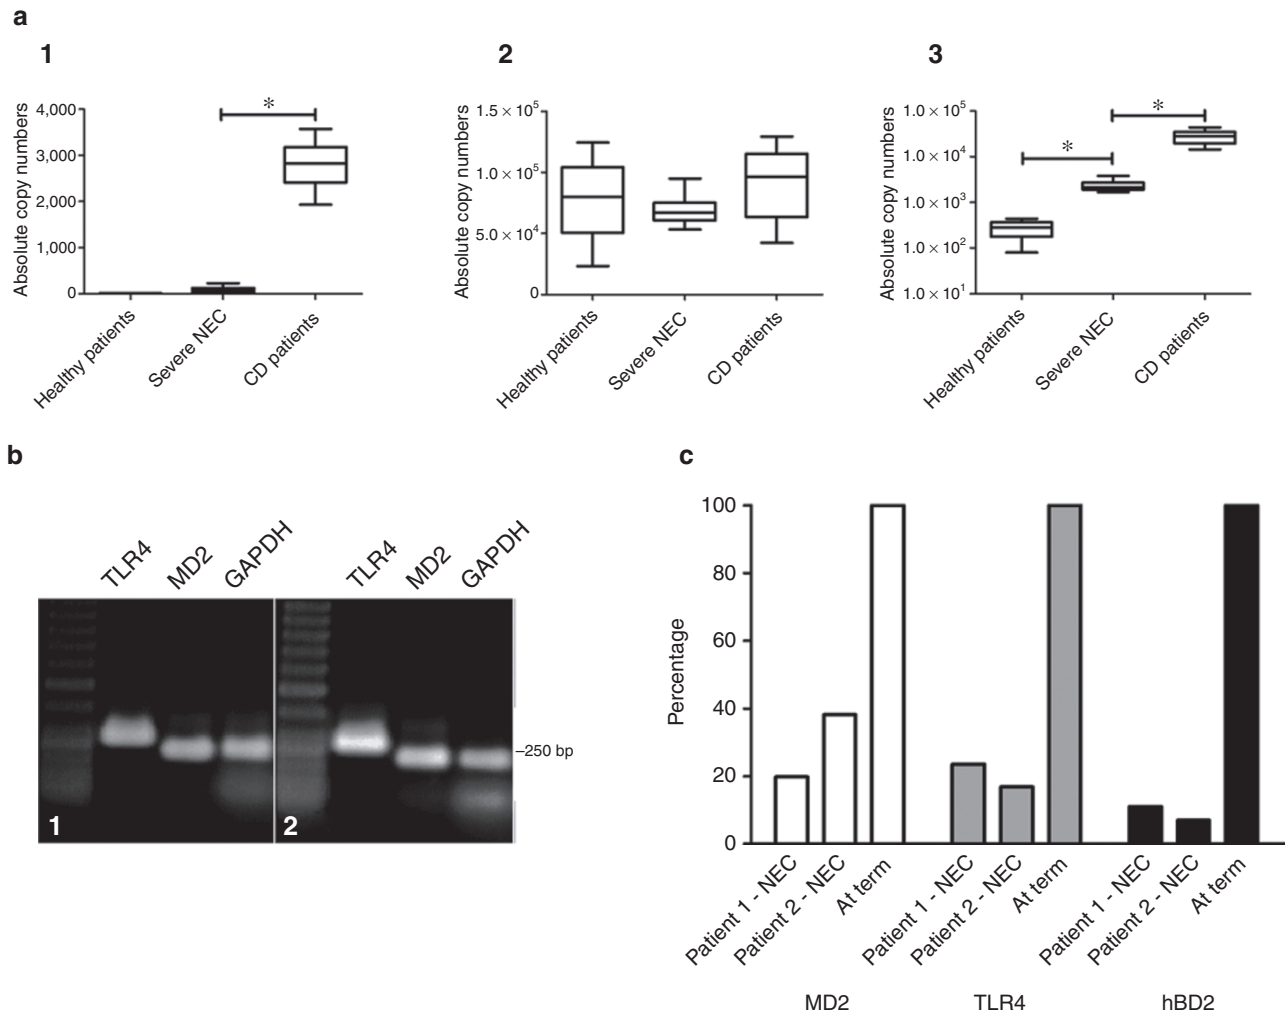 a
1
2
3
Absolute copy numbers
4,000
3,000
2,000
1,000
0
*
Healthy patients
Severe NEC
CD patients
Absolute copy numbers
1.5 × 10⁵
1.0 × 10⁵
5.0 × 10⁴
0
Healthy patients
Severe NEC
CD patients
Absolute copy numbers
1.0 × 10⁵
1.0 × 10⁴
1.0 × 10³
1.0 × 10²
1.0 × 10¹
*
*
Healthy patients
Severe NEC
CD patients
b
TLR4
MD2
GAPDH
TLR4
MD2
GAPDH
–250 bp
1
2
c
Percentage
100
80
60
40
20
0
Patient 1 - NEC
Patient 2 - NEC
At term
Patient 1 - NEC
Patient 2 - NEC
At term
Patient 1 - NEC
Patient 2 - NEC
At term
MD2
TLR4
hBD2